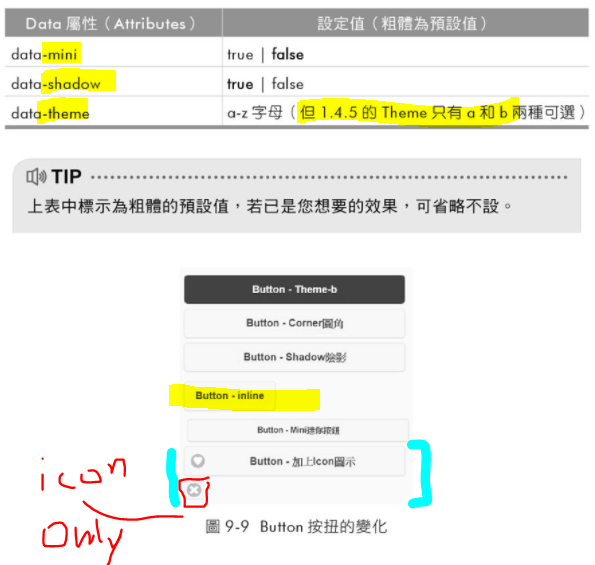 Data 屬性（Attributes）　設定值（粗體為預設值）
data-mini　true | false
data-shadow　true | false
data-theme　a-z 字母（但 1.4.5 的 Theme 只有 a 和 b 兩種可選）
TIP
上表中標示為粗體的預設值，若已是您想要的效果，可省略不設。
Button - Theme-b
Button - Corner圓角
Button - Shadow陰影
Button - inline
Button - Mini迷你按鈕
Button - 加上Icon圖示
icon
only
圖 9-9 Button 按扭的變化